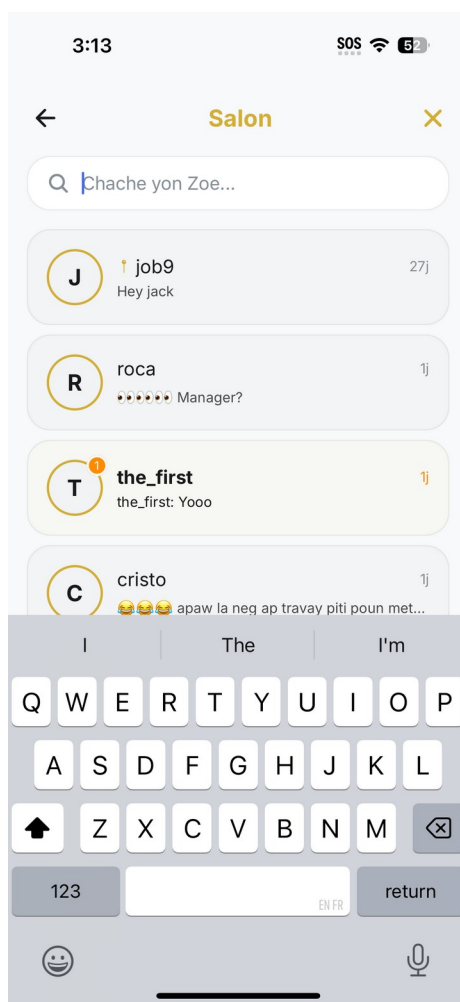 3:13
SOS
52
Salon
Chache yon Zoe...
J
job9
27j
Hey jack
R
roca
1j
👀👀👀 Manager?
T
1
the_first
1j
the_first: Yooo
C
cristo
1j
😂😂😂 apaw la neg ap travay piti poun met...
I The I'm
Q W E R T Y U I O P
A S D F G H J K L
Z X C V B N M
123
EN FR
return